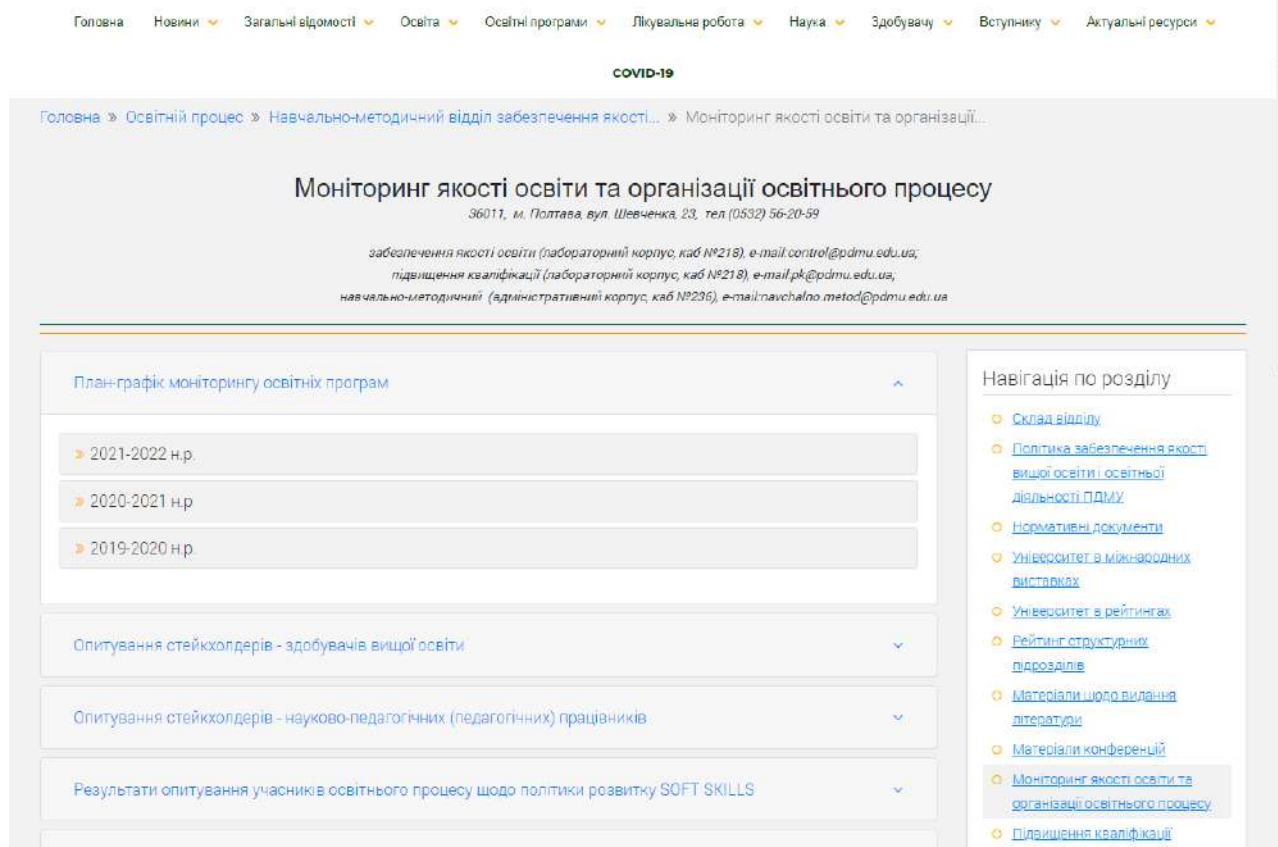 Головна Новини Загальні відомості Освіта Освітні програми Лікувальна робота Наука Здобувачу Вступнику Актуальні ресурси
COVID-19
Головна » Освітній процес » Навчально-методичний відділ забезпечення якості... » Моніторинг якості освіти та організації...
Моніторинг якості освіти та організації освітнього процесу
36011, м. Полтава, вул. Шевченка, 23, тел.(0532) 56-20-59
забезпечення якості освіти (лабораторний корпус, каб №218), e-mail:control@pdmu.edu.ua;
підвищення кваліфікації (лабораторний корпус, каб №218), e-mail:pk@pdmu.edu.ua;
навчально-методичний (адміністративний корпус, каб №236), e-mail:navchalno.metod@pdmu.edu.ua
План-графік моніторингу освітніх програм
» 2021-2022 н.р.
» 2020-2021 н.р
» 2019-2020 н.р.
Опитування стейкхолдерів - здобувачів вищої освіти
Опитування стейкхолдерів - науково-педагогічних (педагогічних) працівників
Результати опитування учасників освітнього процесу щодо політики розвитку SOFT SKILLS
Навігація по розділу
Склад відділу
Політика забезпечення якості
вищої освіти і освітньої
діяльності ПДМУ
Нормативні документи
Університет в міжнародних
виставках
Університет в рейтингах
Рейтинг структурних
підрозділів
Матеріали щодо видання
літератури
Матеріали конференцій
Моніторинг якості освіти та
організації освітнього процесу
Підвищення кваліфікації